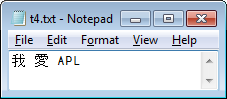 t4.txt - Notepad
File Edit Format View Help
我 愛 APL